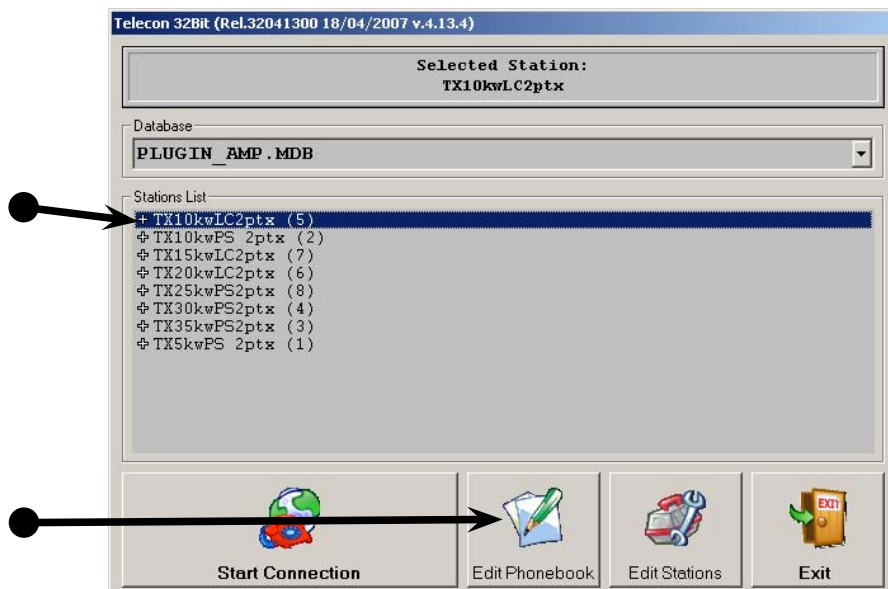 Telecon 32Bit (Rel.32041300 18/04/2007 v.4.13.4)
Selected Station:
TX10kwLC2ptx
Database
PLUGIN_AMP.MDB
Stations List
TX10kwLC2ptx (5)
TX10kwPS 2ptx (2)
TX15kwLC2ptx (7)
TX20kwLC2ptx (6)
TX25kwPS2ptx (8)
TX30kwPS2ptx (4)
TX35kwPS2ptx (3)
TX5kwPS 2ptx (1)
EXIT
Start Connection
Edit Phonebook
Edit Stations
Exit